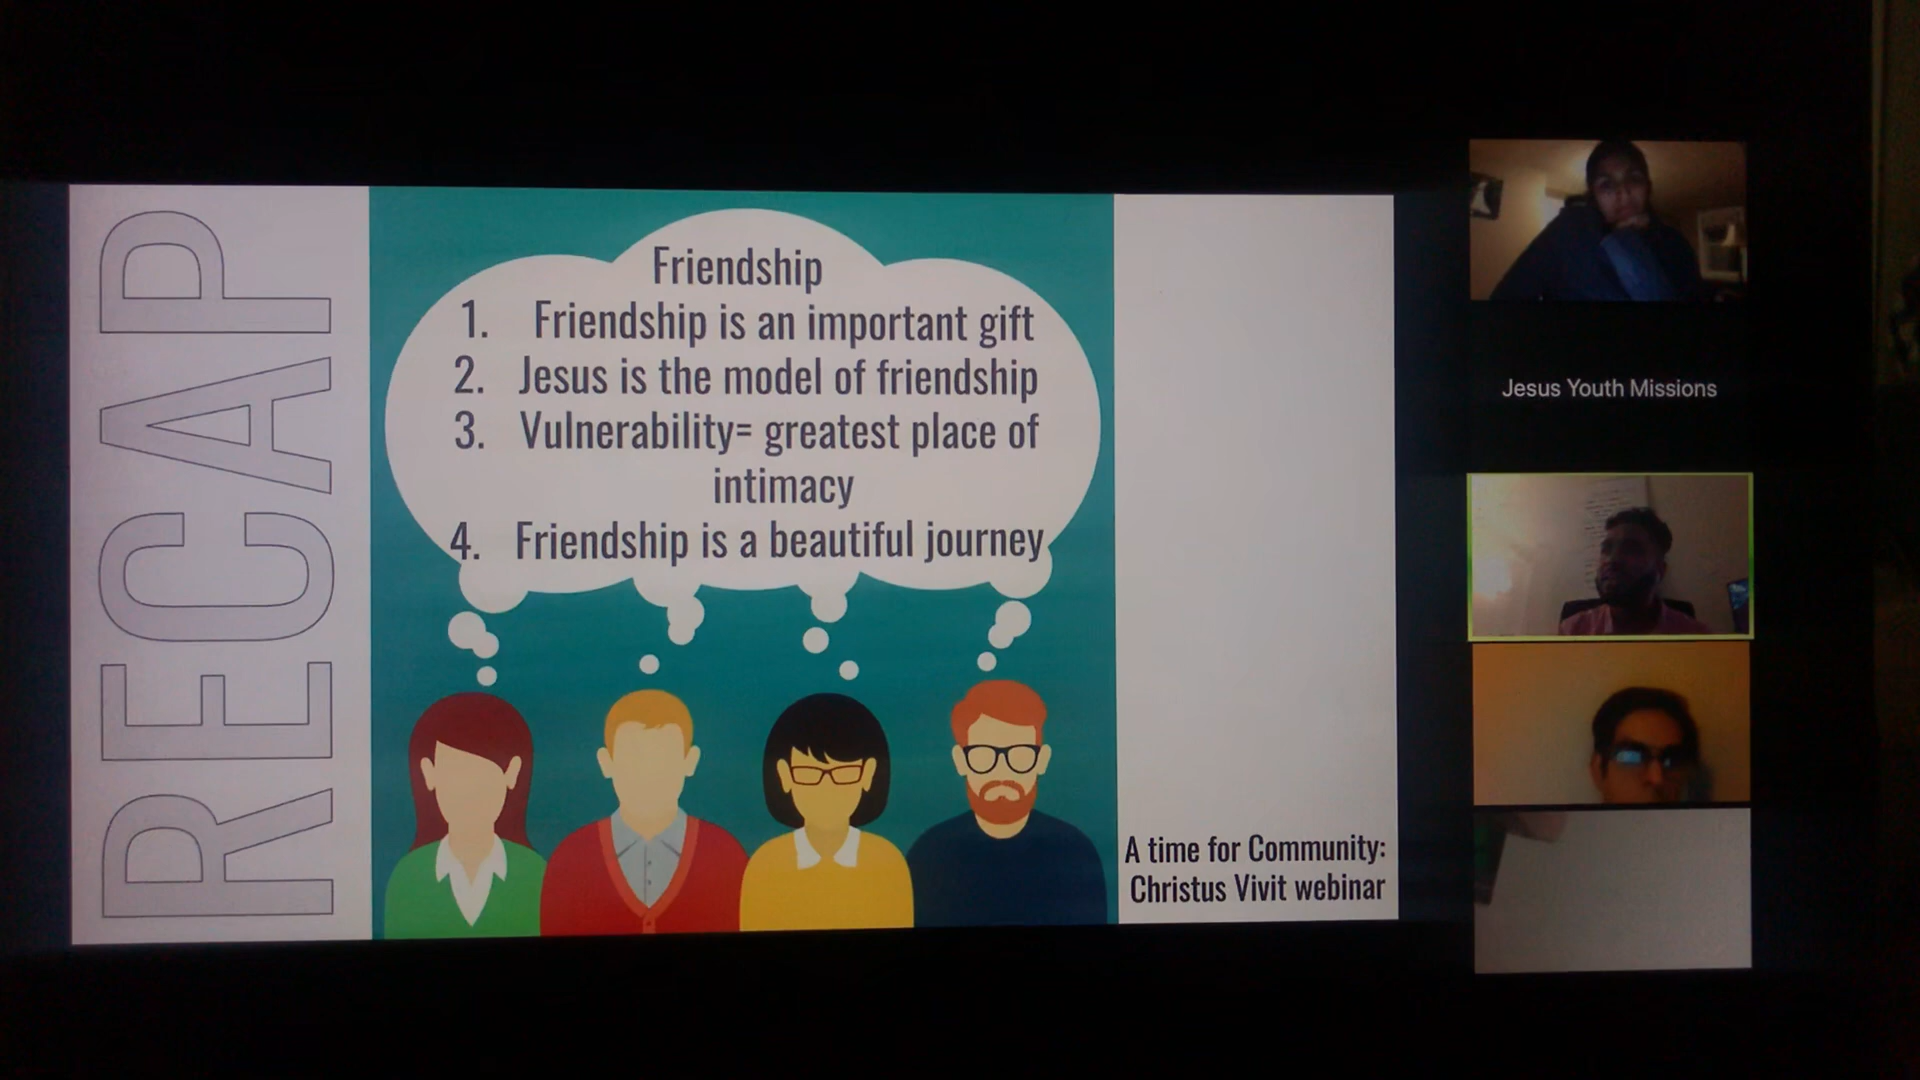 RECAP
Friendship
1. Friendship is an important gift
2. Jesus is the model of friendship
3. Vulnerability= greatest place of
intimacy
4. Friendship is a beautiful journey
A time for Community:
Christus Vivit webinar
Jesus Youth Missions